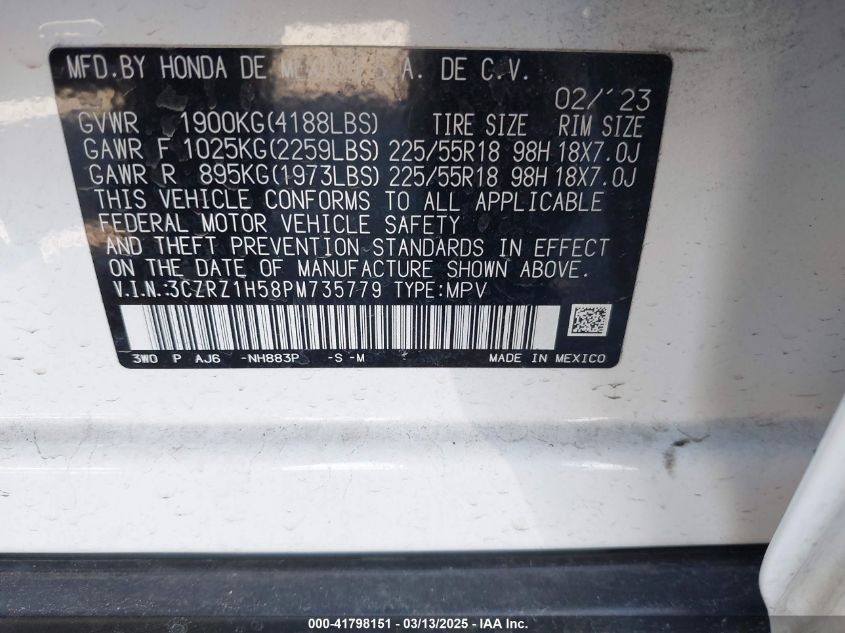 MFD.BY HONDA DE MEXICO S.A. DE C.V.
02/'23
GVWR 1900KG(4188LBS) TIRE SIZE RIM SIZE
GAWR F 1025KG(2259LBS) 225/55R18 98H 18X7.0J
GAWR R 895KG(1973LBS) 225/55R18 98H 18X7.0J
THIS VEHICLE CONFORMS TO ALL APPLICABLE
FEDERAL MOTOR VEHICLE SAFETY
AND THEFT PREVENTION STANDARDS IN EFFECT
ON THE DATE OF MANUFACTURE SHOWN ABOVE.
V.I.N.:3CZRZ1H58PM735779 TYPE:MPV
3W0 P AJ6 -NH883P -S -M MADE IN MEXICO
000-41798151 / 03/13/2025 - IAA Inc.